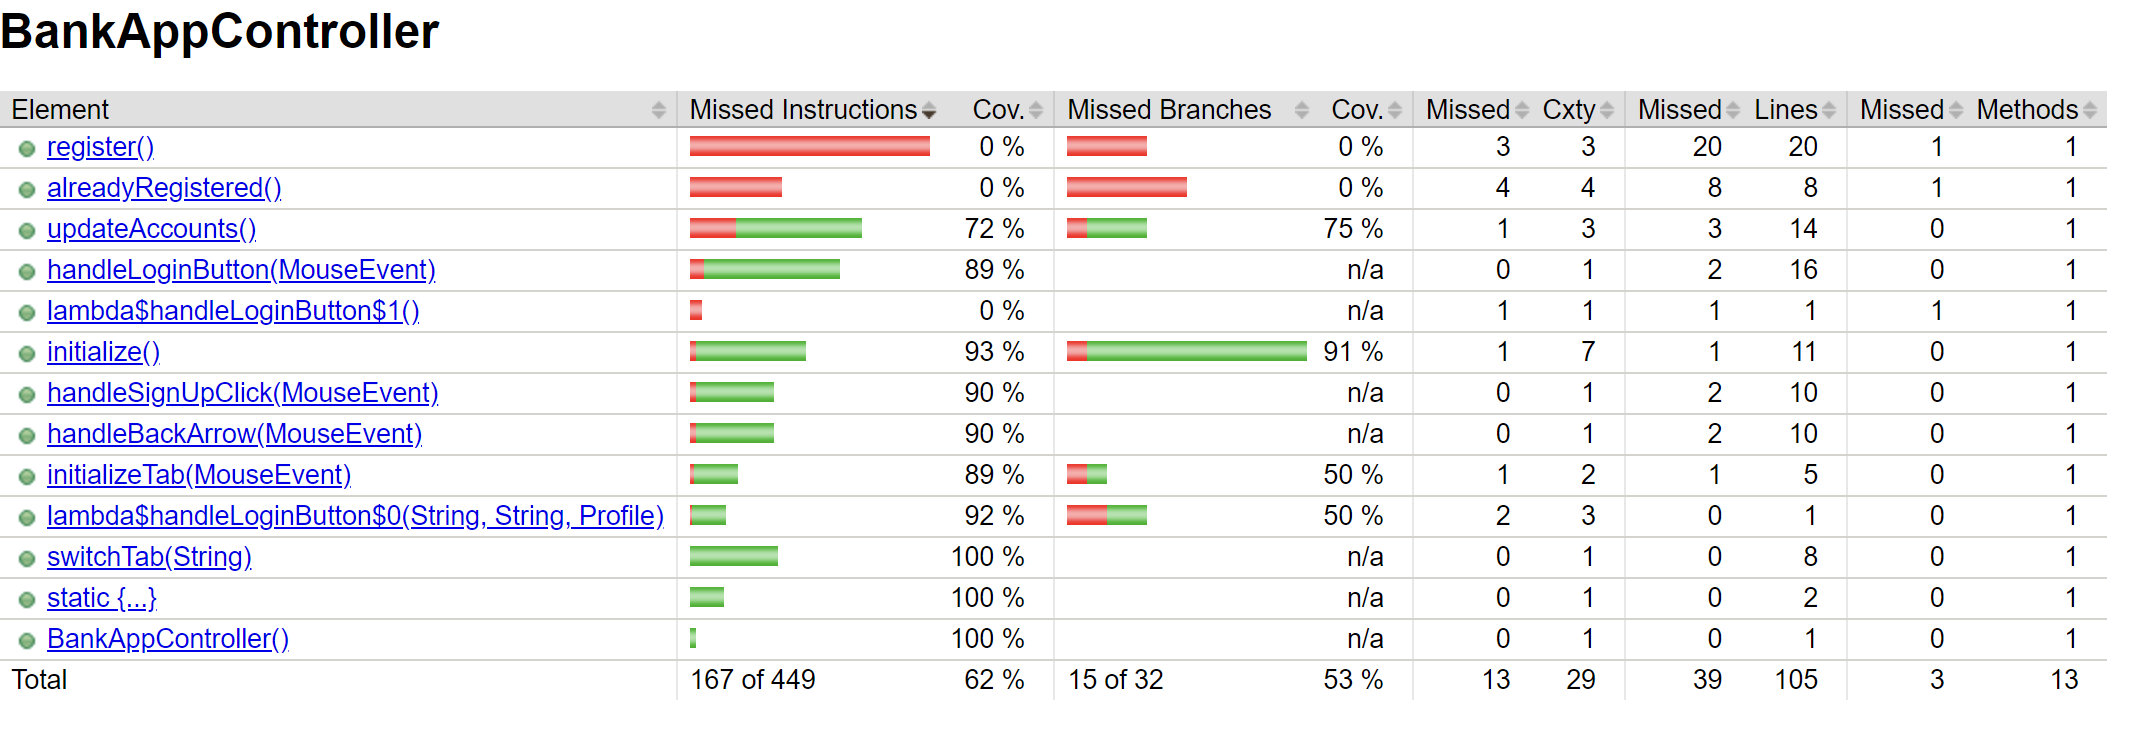 BankAppController
Element Missed Instructions Cov. Missed Branches Cov. Missed Cxty Missed Lines Missed Methods
register() 0 % 0 % 3 3 20 20 1 1
alreadyRegistered() 0 % 0 % 4 4 8 8 1 1
updateAccounts() 72 % 75 % 1 3 3 14 0 1
handleLoginButton(MouseEvent) 89 % n/a 0 1 2 16 0 1
lambda$handleLoginButton$1() 0 % n/a 1 1 1 1 1 1
initialize() 93 % 91 % 1 7 1 11 0 1
handleSignUpClick(MouseEvent) 90 % n/a 0 1 2 10 0 1
handleBackArrow(MouseEvent) 90 % n/a 0 1 2 10 0 1
initializeTab(MouseEvent) 89 % 50 % 1 2 1 5 0 1
lambda$handleLoginButton$0(String, String, Profile) 92 % 50 % 2 3 0 1 0 1
switchTab(String) 100 % n/a 0 1 0 8 0 1
static {...} 100 % n/a 0 1 0 2 0 1
BankAppController() 100 % n/a 0 1 0 1 0 1
Total 167 of 449 62 % 15 of 32 53 % 13 29 39 105 3 13